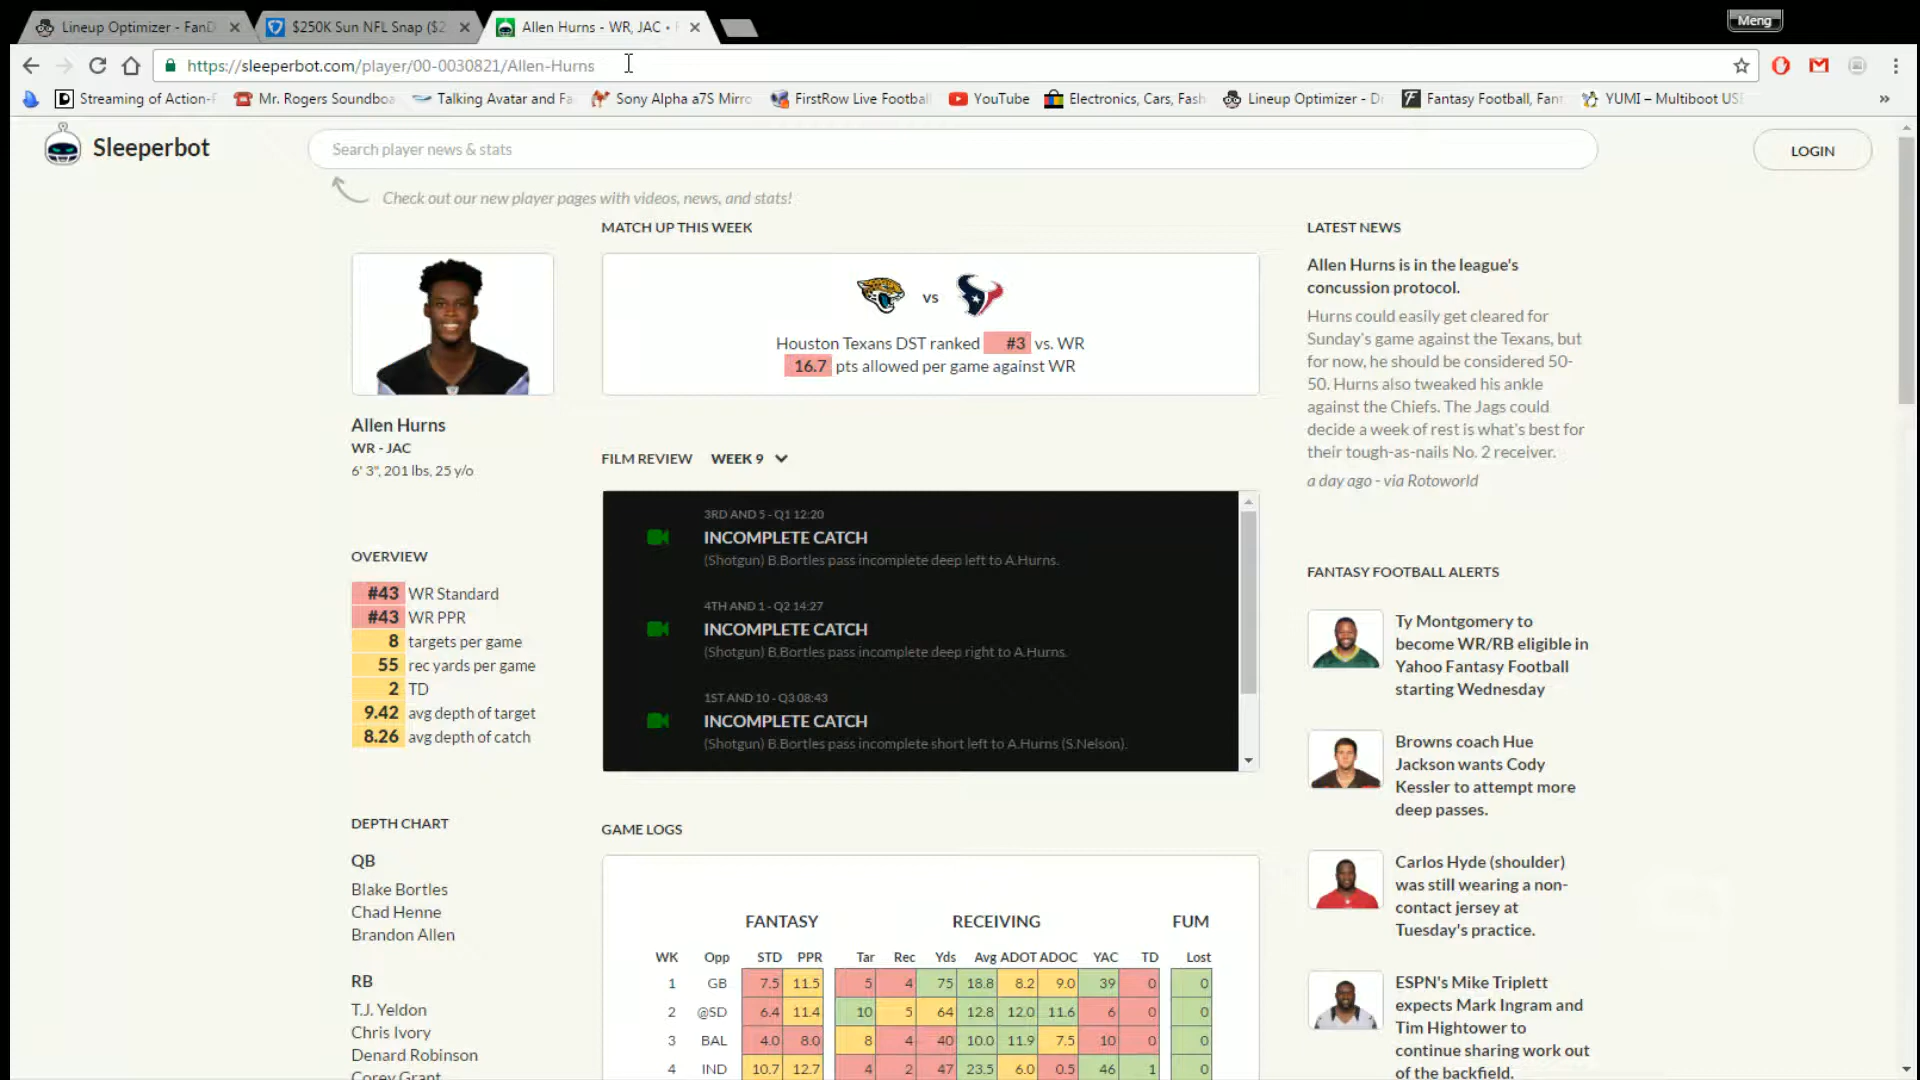 Lineup Optimizer - FanD
$250K Sun NFL Snap ($2
Allen Hurns - WR, JAC •
Meng
https://sleeperbot.com/player/00-0030821/Allen-Hurns
Streaming of Action-F
Mr. Rogers Soundboa
Talking Avatar and Fa
Sony Alpha a7S Mirro
FirstRow Live Football
YouTube
Electronics, Cars, Fash
Lineup Optimizer - Dr
Fantasy Football, Fant
YUMI – Multiboot USB
»
Sleeperbot
Search player news & stats
LOGIN
Check out our new player pages with videos, news, and stats!
Allen Hurns
WR - JAC
6' 3", 201 lbs, 25 y/o
OVERVIEW
#43 WR Standard
#43 WR PPR
8 targets per game
55 rec yards per game
2 TD
9.42 avg depth of target
8.26 avg depth of catch
DEPTH CHART
QB
Blake Bortles
Chad Henne
Brandon Allen
RB
T.J. Yeldon
Chris Ivory
Denard Robinson
Corey Grant
MATCH UP THIS WEEK
vs
Houston Texans DST ranked #3 vs. WR
16.7 pts allowed per game against WR
FILM REVIEW WEEK 9
3RD AND 5 - Q1 12:20
INCOMPLETE CATCH
(Shotgun) B.Bortles pass incomplete deep left to A.Hurns.
4TH AND 1 - Q2 14:27
INCOMPLETE CATCH
(Shotgun) B.Bortles pass incomplete deep right to A.Hurns.
1ST AND 10 - Q3 08:43
INCOMPLETE CATCH
(Shotgun) B.Bortles pass incomplete short left to A.Hurns (S.Nelson).
GAME LOGS
FANTASY RECEIVING FUM
WK Opp STD PPR Tar Rec Yds Avg ADOT ADOC YAC TD Lost
1 GB 7.5 11.5 5 4 75 18.8 8.2 9.0 39 0 0
2 @SD 6.4 11.4 10 5 64 12.8 12.0 11.6 6 0 0
3 BAL 4.0 8.0 8 4 40 10.0 11.9 7.5 10 0 0
4 IND 10.7 12.7 4 2 47 23.5 6.0 0.5 46 1 0
LATEST NEWS
Allen Hurns is in the league's
concussion protocol.
Hurns could easily get cleared for
Sunday's game against the Texans, but
for now, he should be considered 50-
50. Hurns also tweaked his ankle
against the Chiefs. The Jags could
decide a week of rest is what's best for
their tough-as-nails No. 2 receiver.
a day ago - via Rotoworld
FANTASY FOOTBALL ALERTS
Ty Montgomery to
become WR/RB eligible in
Yahoo Fantasy Football
starting Wednesday
Browns coach Hue
Jackson wants Cody
Kessler to attempt more
deep passes.
Carlos Hyde (shoulder)
was still wearing a non-
contact jersey at
Tuesday's practice.
ESPN's Mike Triplett
expects Mark Ingram and
Tim Hightower to
continue sharing work out
of the backfield.